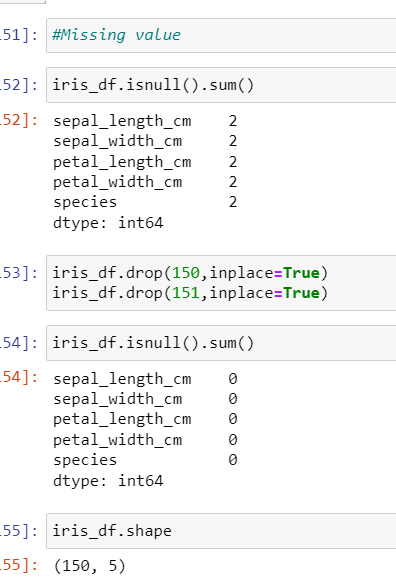 51]: #Missing value
52]: iris_df.isnull().sum()
52]: sepal_length_cm    2
sepal_width_cm     2
petal_length_cm    2
petal_width_cm     2
species            2
dtype: int64
53]: iris_df.drop(150,inplace=True)
iris_df.drop(151,inplace=True)
54]: iris_df.isnull().sum()
54]: sepal_length_cm    0
sepal_width_cm     0
petal_length_cm    0
petal_width_cm     0
species            0
dtype: int64
55]: iris_df.shape
55]: (150, 5)